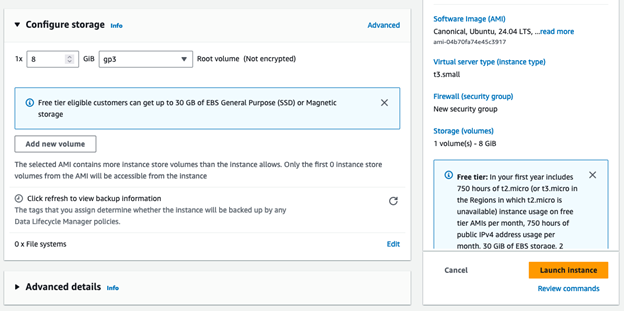 Configure storage Info
Advanced
1x 8 GiB gp3 Root volume (Not encrypted)
Free tier eligible customers can get up to 30 GB of EBS General Purpose (SSD) or Magnetic
storage
Add new volume
The selected AMI contains more instance store volumes than the instance allows. Only the first 0 instance store
volumes from the AMI will be accessible from the instance
Click refresh to view backup information
The tags that you assign determine whether the instance will be backed up by any
Data Lifecycle Manager policies.
0 x File systems
Edit
Advanced details Info
Software Image (AMI)
Canonical, Ubuntu, 24.04 LTS, ...read more
ami-04b70fa74e45c3917
Virtual server type (instance type)
t3.small
Firewall (security group)
New security group
Storage (volumes)
1 volume(s) - 8 GiB
Free tier: In your first year includes
750 hours of t2.micro (or t3.micro in
the Regions in which t2.micro is
unavailable) instance usage on free
tier AMIs per month, 750 hours of
public IPv4 address usage per
month, 30 GiB of EBS storage, 2
Cancel
Launch instance
Review commands